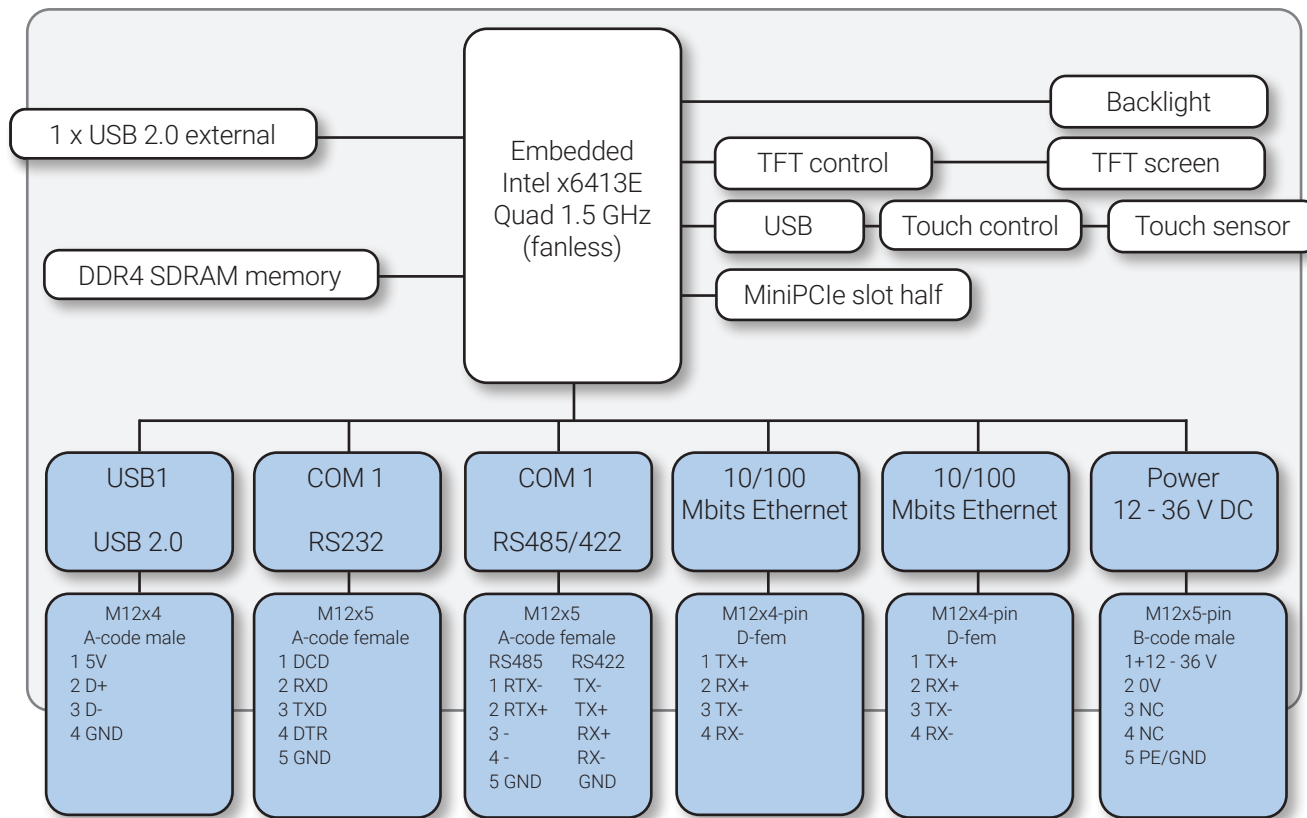 1 x USB 2.0 external
DDR4 SDRAM memory
Embedded
Intel x6413E
Quad 1.5 GHz
(fanless)
Backlight
TFT control
TFT screen
USB
Touch control
Touch sensor
MiniPCIe slot half
USB1
USB 2.0
COM 1
RS232
COM 1
RS485/422
10/100
Mbits Ethernet
10/100
Mbits Ethernet
Power
12 - 36 V DC
M12x4
A-code male
1 5V
2 D+
3 D-
4 GND
M12x5
A-code female
1 DCD
2 RXD
3 TXD
4 DTR
5 GND
M12x5
A-code female
RS485 RS422
1 RTX- TX-
2 RTX+ TX+
3 - RX+
4 - RX-
5 GND GND
M12x4-pin
D-fem
1 TX+
2 RX+
3 TX-
4 RX-
M12x4-pin
D-fem
1 TX+
2 RX+
3 TX-
4 RX-
M12x5-pin
B-code male
1+12 - 36 V
2 0V
3 NC
4 NC
5 PE/GND